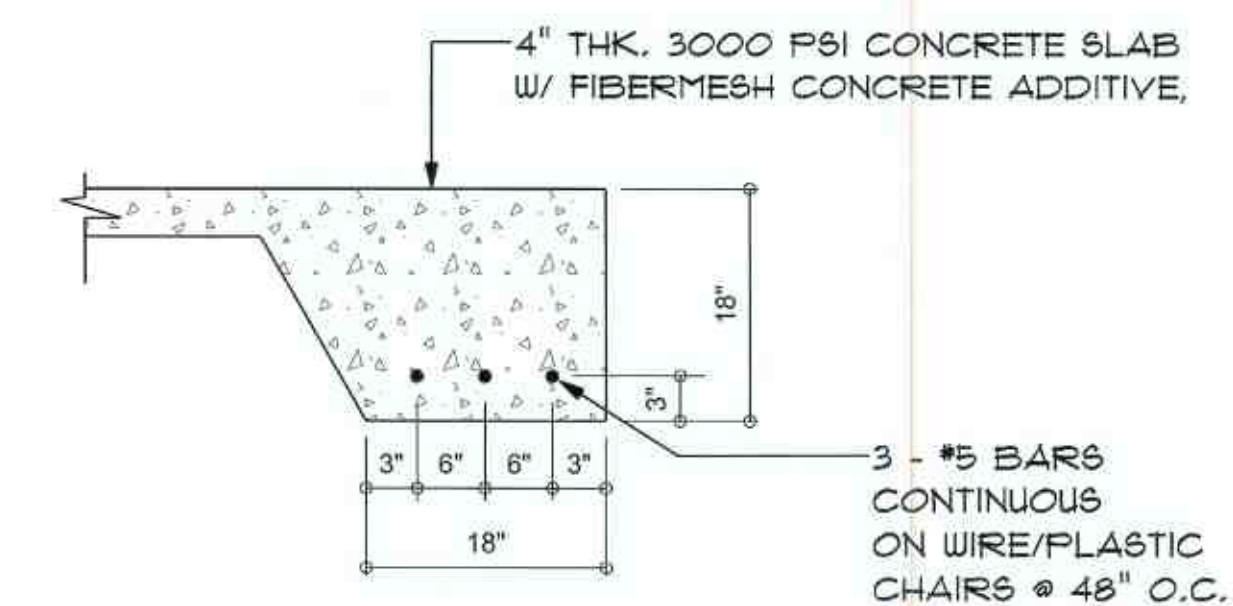 4" THK. 3000 PSI CONCRETE SLAB
W/ FIBERMESH CONCRETE ADDITIVE,
18"
3"
3" 6" 6" 3"
18"
3 - #5 BARS
CONTINUOUS
ON WIRE/PLASTIC
CHAIRS @ 48" O.C.